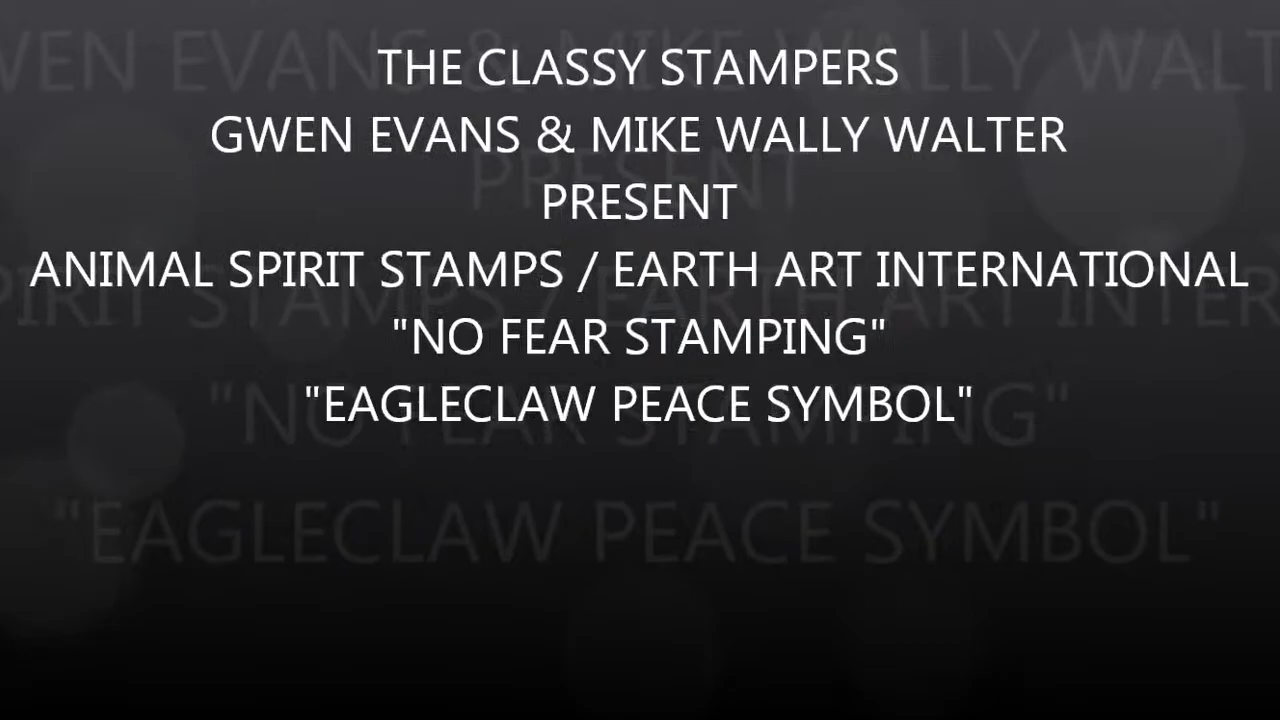 THE CLASSY STAMPERS
GWEN EVANS & MIKE WALLY WALTER
PRESENT
ANIMAL SPIRIT STAMPS / EARTH ART INTERNATIONAL
"NO FEAR STAMPING"
"EAGLECLAW PEACE SYMBOL"